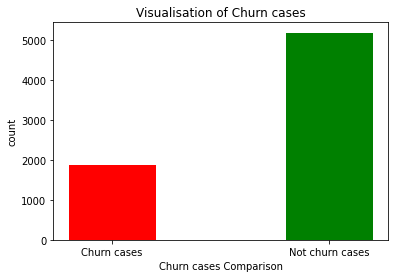 Visualisation of Churn cases
count
5000
4000
3000
2000
1000
0
Churn cases
Not churn cases
Churn cases Comparison